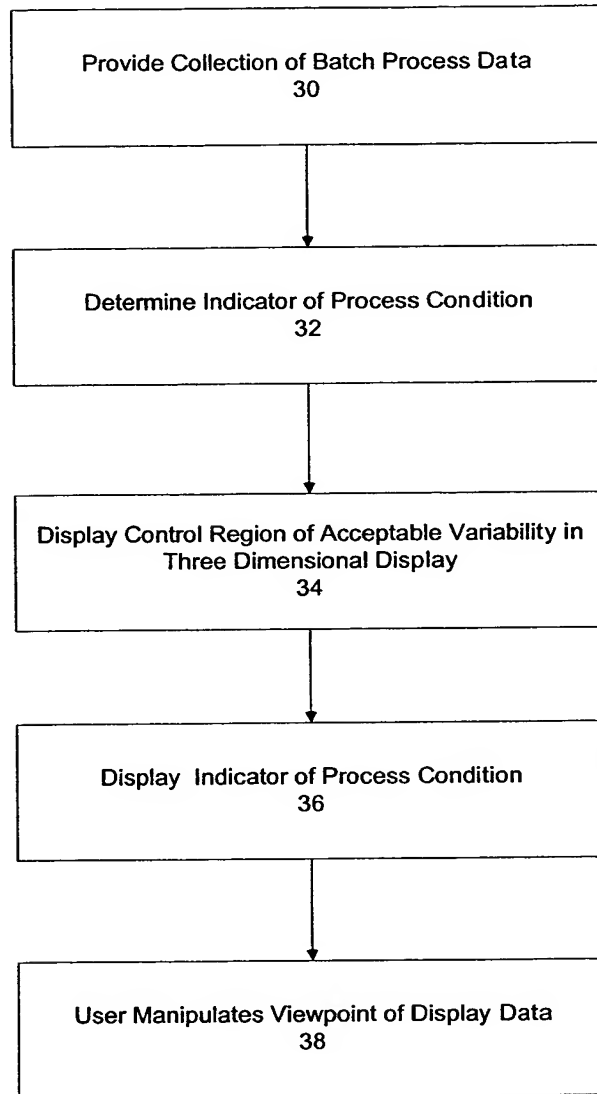 Provide Collection of Batch Process Data
30
Determine Indicator of Process Condition
32
Display Control Region of Acceptable Variability in
Three Dimensional Display
34
Display Indicator of Process Condition
36
User Manipulates Viewpoint of Display Data
38